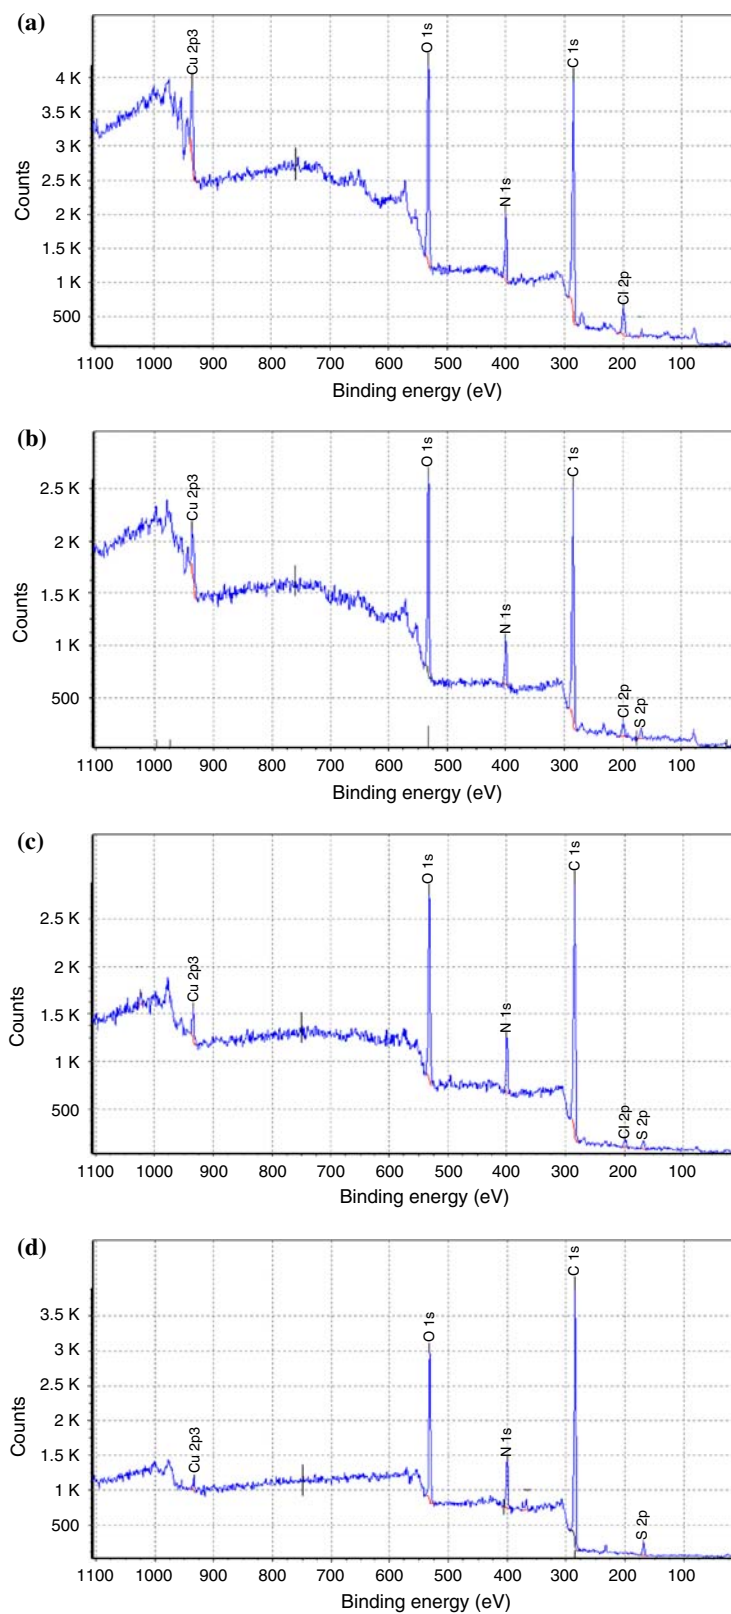 (a)
Cu 2p3
O 1s
N 1s
C 1s
Cl 2p
4 K
3.5 K
3 K
2.5 K
2 K
1.5 K
1 K
500
Counts
1100 1000 900 800 700 600 500 400 300 200 100
Binding energy (eV)
(b)
Cu 2p3
O 1s
N 1s
C 1s
Cl 2p
S 2p
2.5 K
2 K
1.5 K
1 K
500
Counts
1100 1000 900 800 700 600 500 400 300 200 100
Binding energy (eV)
(c)
Cu 2p3
O 1s
N 1s
C 1s
Cl 2p
S 2p
2.5 K
2 K
1.5 K
1 K
500
Counts
1100 1000 900 800 700 600 500 400 300 200 100
Binding energy (eV)
(d)
Cu 2p3
O 1s
N 1s
C 1s
S 2p
3.5 K
3 K
2.5 K
2 K
1.5 K
1 K
500
Counts
1100 1000 900 800 700 600 500 400 300 200 100
Binding energy (eV)